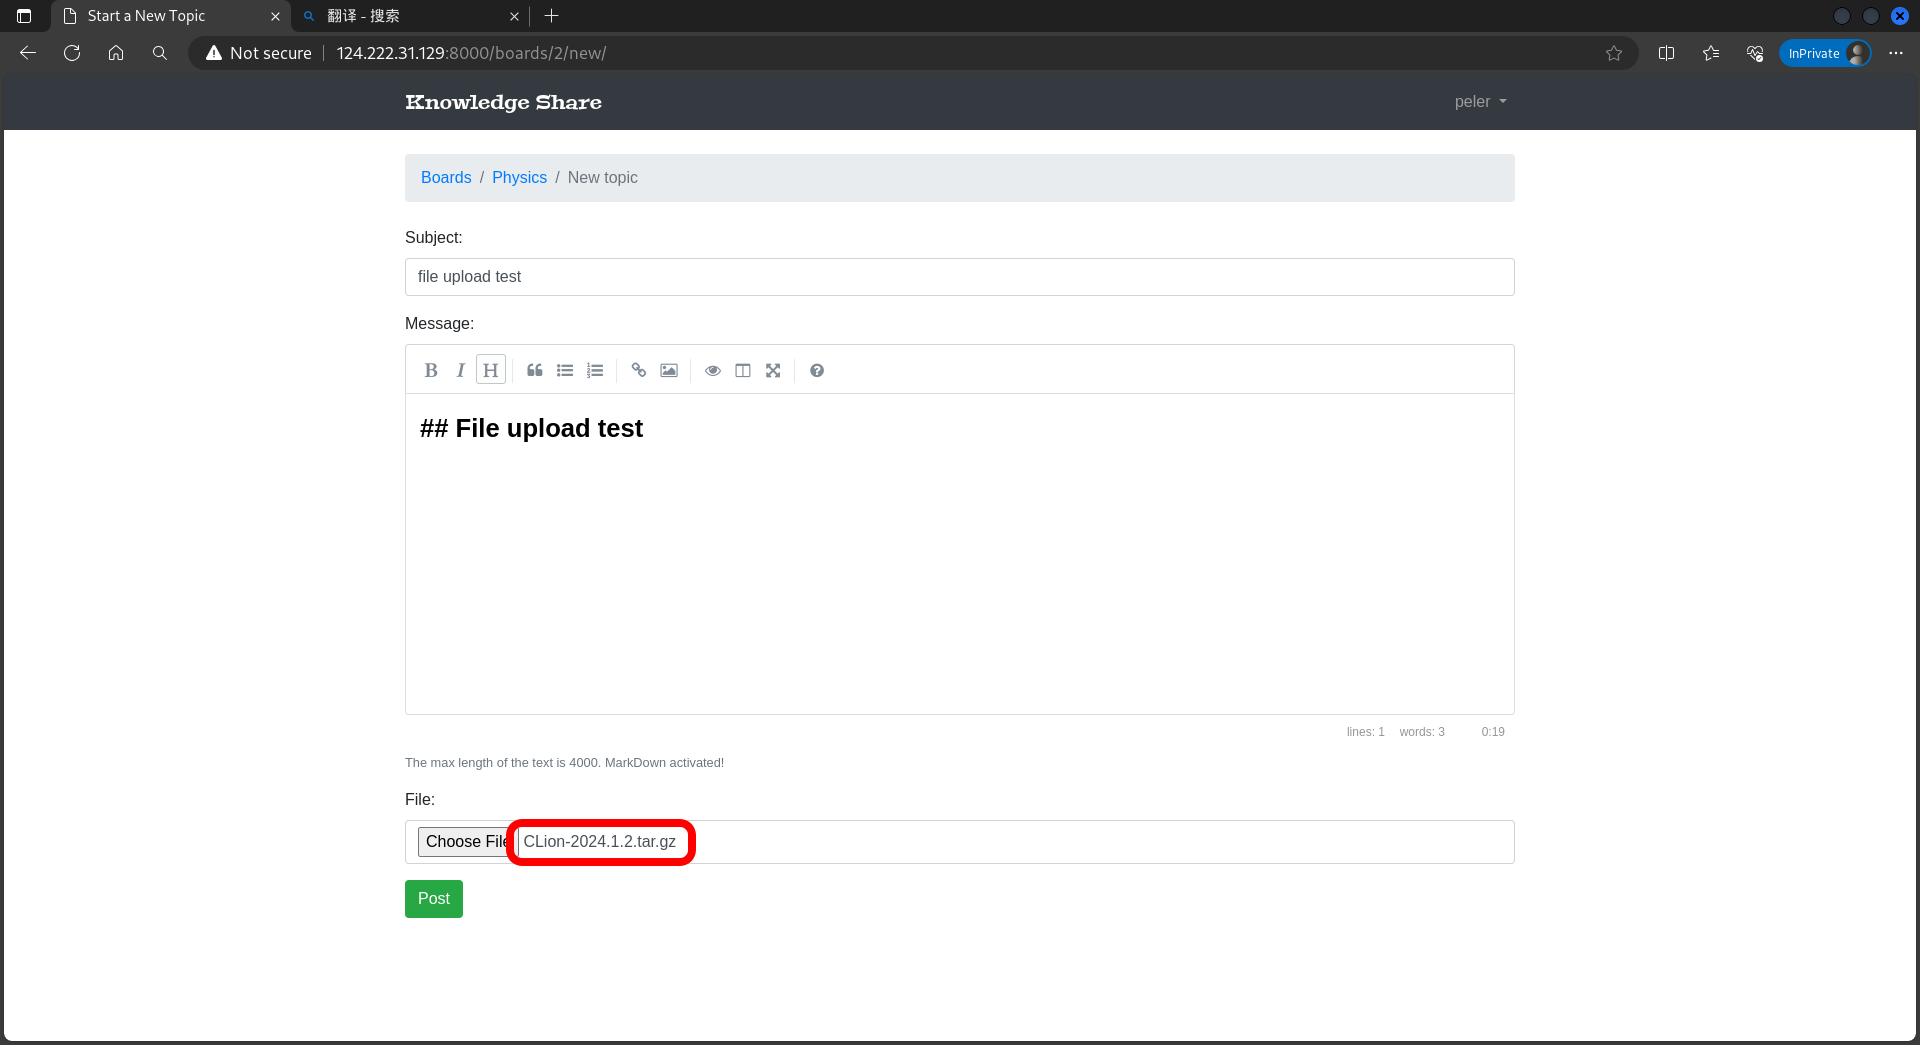 Start a New Topic
翻译 - 搜索
Not secure
124.222.31.129:8000/boards/2/new/
InPrivate
Knowledge Share
peler
Boards / Physics / New topic
Subject:
file upload test
Message:
B I H
## File upload test
lines: 1 words: 3 0:19
The max length of the text is 4000. MarkDown activated!
File:
Choose File CLion-2024.1.2.tar.gz
Post